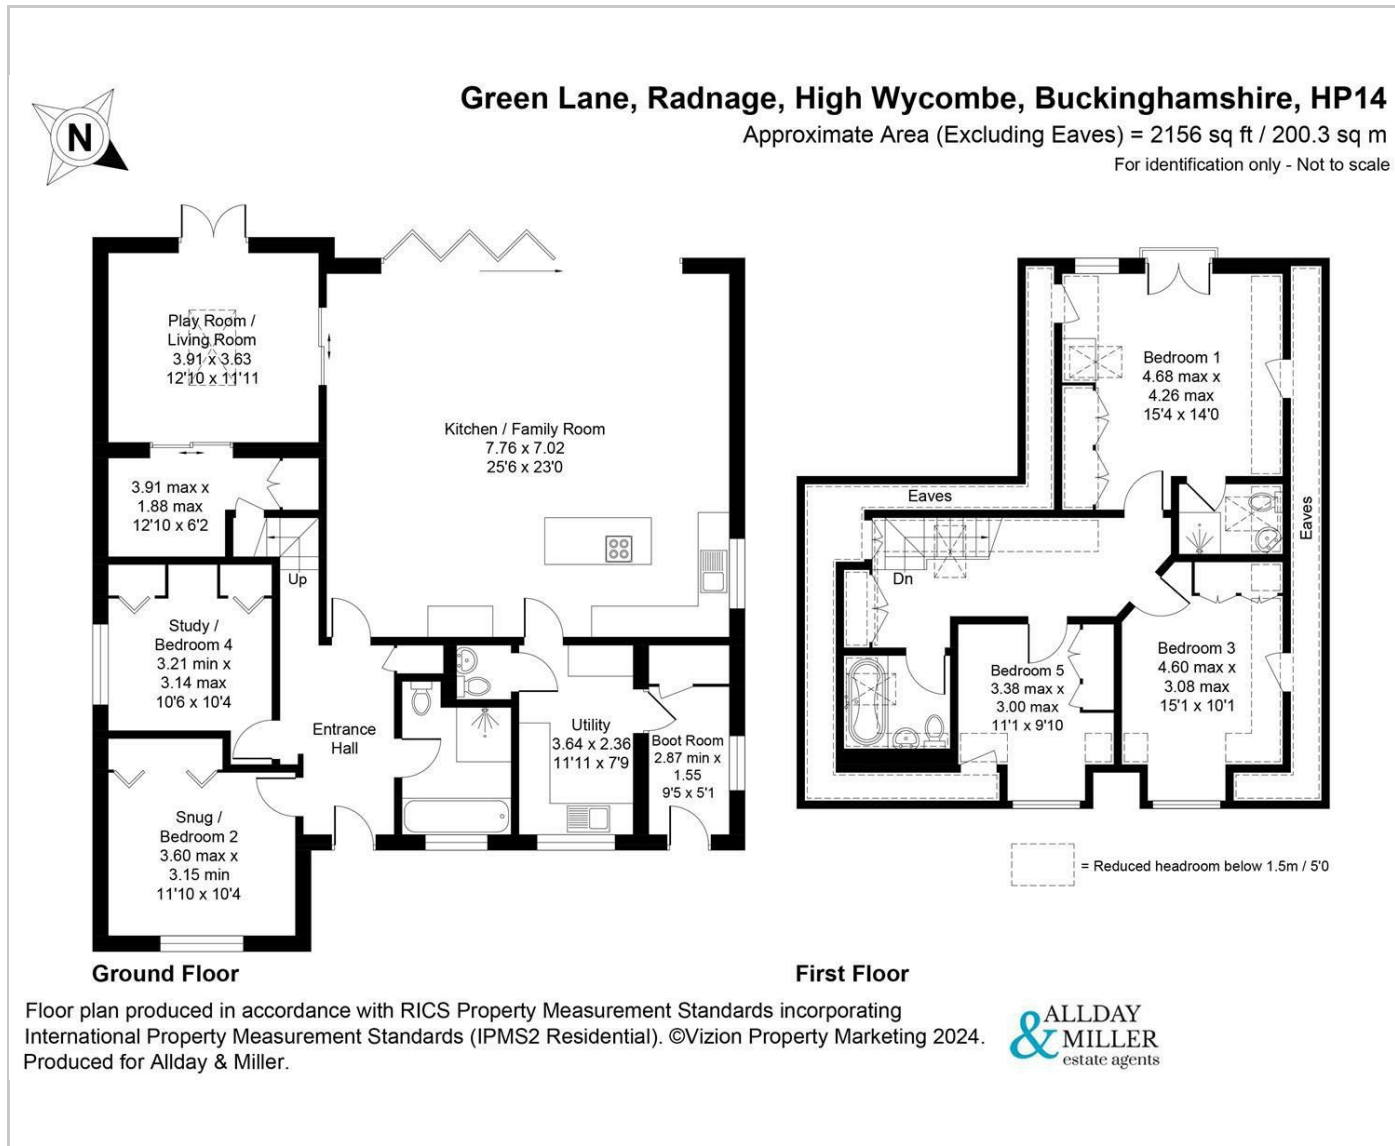 N
Green Lane, Radnage, High Wycombe, Buckinghamshire, HP14
Approximate Area (Excluding Eaves) = 2156 sq ft / 200.3 sq m
For identification only - Not to scale
Play Room /
Living Room
3.91 x 3.63
12'10 x 11'11
Kitchen / Family Room
7.76 x 7.02
25'6 x 23'0
3.91 max x
1.88 max
12'10 x 6'2
Up
Study /
Bedroom 4
3.21 min x
3.14 max
10'6 x 10'4
Entrance
Hall
Utility
3.64 x 2.36
11'11 x 7'9
Boot Room
2.87 min x
1.55
9'5 x 5'1
Snug /
Bedroom 2
3.60 max x
3.15 min
11'10 x 10'4
Ground Floor
Bedroom 1
4.68 max x
4.26 max
15'4 x 14'0
Eaves
Eaves
Dn
Bedroom 5
3.38 max x
3.00 max
11'1 x 9'10
Bedroom 3
4.60 max x
3.08 max
15'1 x 10'1
= Reduced headroom below 1.5m / 5'0
First Floor
Floor plan produced in accordance with RICS Property Measurement Standards incorporating
International Property Measurement Standards (IPMS2 Residential). ©Vizion Property Marketing 2024.
Produced for Allday & Miller.
ALLDAY
& MILLER
estate agents